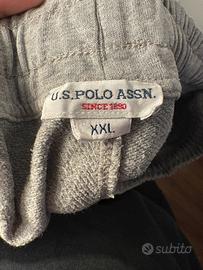 U.S. POLO ASSN.
SINCE 1890
XXL
subito